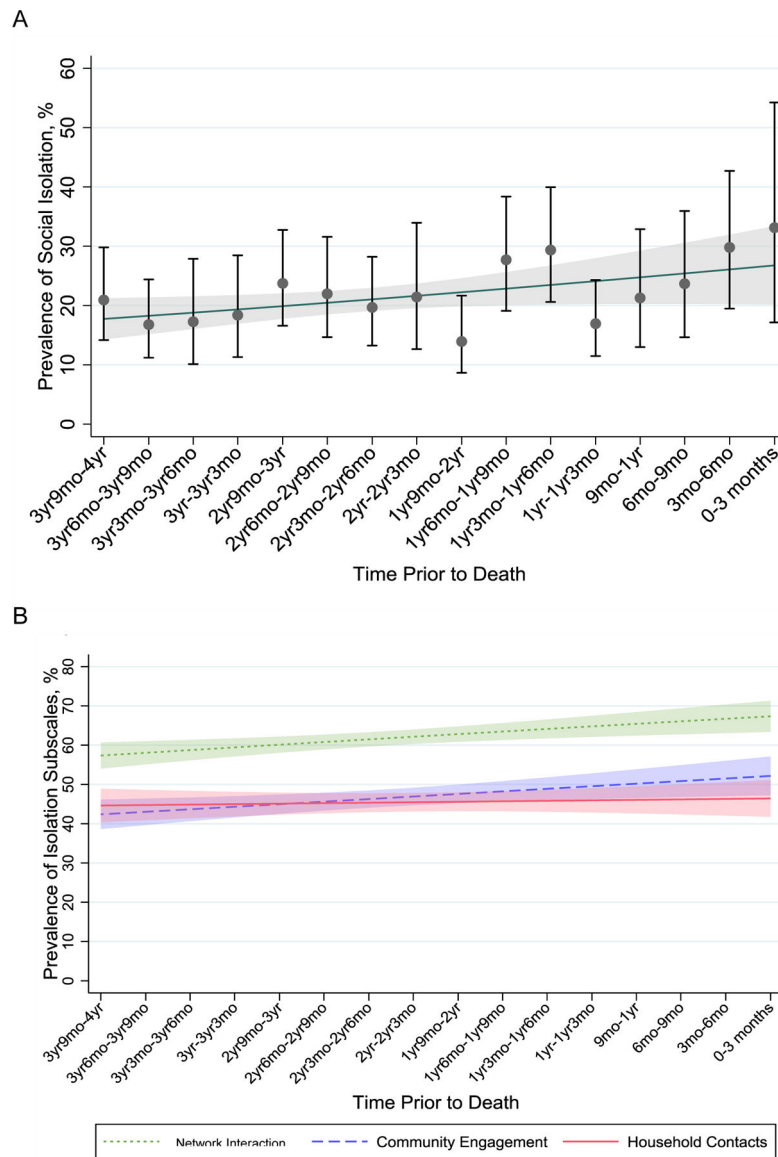 A
Prevalence of Social Isolation, %
60
50
40
30
20
10
0
3yr9mo-4yr
3yr6mo-3yr9mo
3yr3mo-3yr6mo
3yr-3yr3mo
2yr9mo-3yr
2yr6mo-2yr9mo
2yr3mo-2yr6mo
2yr-2yr3mo
1yr9mo-2yr
1yr6mo-1yr9mo
1yr3mo-1yr6mo
1yr-1yr3mo
9mo-1yr
6mo-9mo
3mo-6mo
0-3 months
Time Prior to Death
B
Prevalence of Isolation Subscales, %
80
70
60
50
40
30
20
10
0
3yr9mo-4yr
3yr6mo-3yr9mo
3yr3mo-3yr6mo
3yr-3yr3mo
2yr9mo-3yr
2yr6mo-2yr9mo
2yr3mo-2yr6mo
2yr-2yr3mo
1yr9mo-2yr
1yr6mo-1yr9mo
1yr3mo-1yr6mo
1yr-1yr3mo
9mo-1yr
6mo-9mo
3mo-6mo
0-3 months
Time Prior to Death
Network Interaction Community Engagement Household Contacts